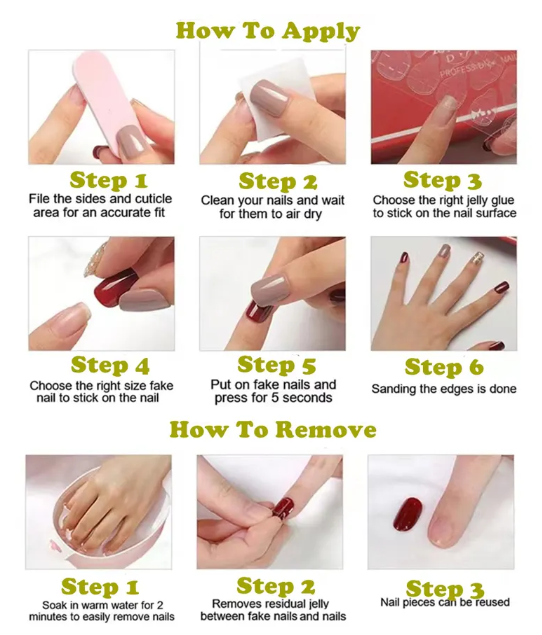 How To Apply
PROFESSIONAL NAIL
Step 1
File the sides and cuticle
area for an accurate fit
Step 2
Clean your nails and wait
for them to air dry
Step 3
Choose the right jelly glue
to stick on the nail surface
Step 4
Choose the right size fake
nail to stick on the nail
Step 5
Put on fake nails and
press for 5 seconds
Step 6
Sanding the edges is done
How To Remove
Step 1
Soak in warm water for 2
minutes to easily remove nails
Step 2
Removes residual jelly
between fake nails and nails
Step 3
Nail pieces can be reused